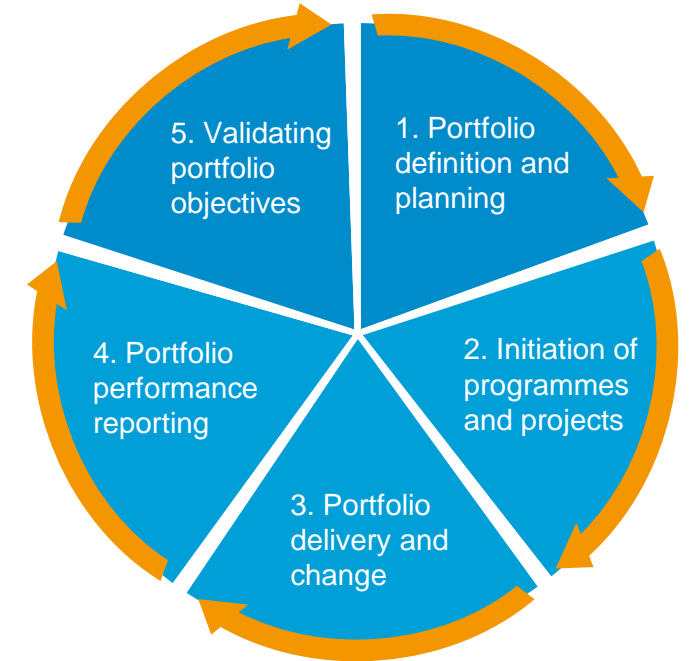 1. Portfolio
definition and
planning
2. Initiation of
programmes
and projects
3. Portfolio
delivery and
change
4. Portfolio
performance
reporting
5. Validating
portfolio
objectives